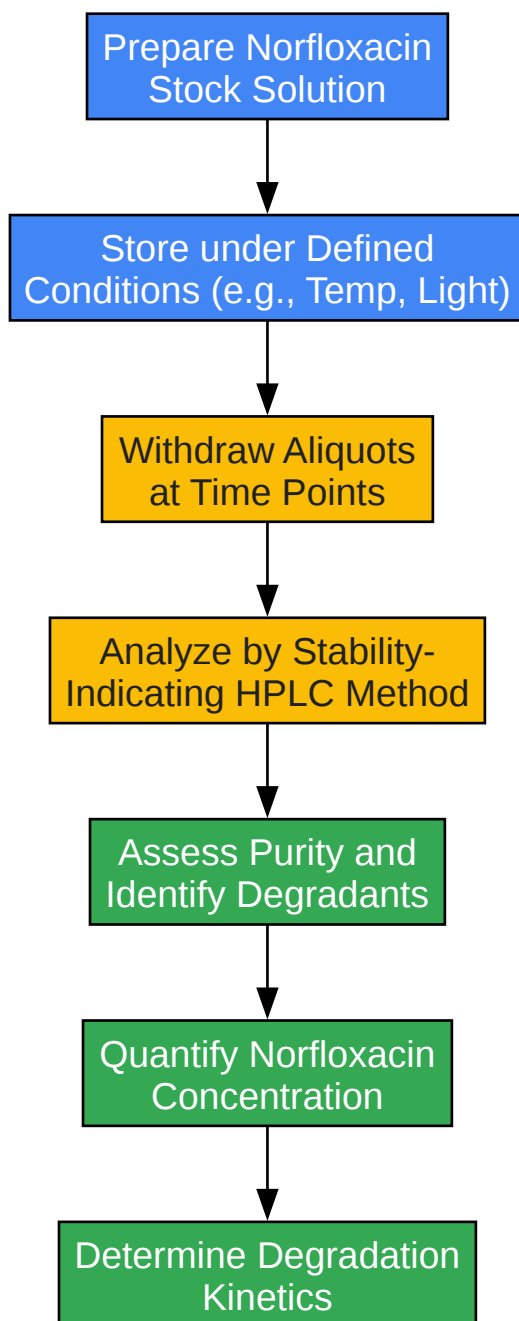 Prepare Norfloxacin
Stock Solution
Store under Defined
Conditions (e.g., Temp, Light)
Withdraw Aliquots
at Time Points
Analyze by Stability-
Indicating HPLC Method
Assess Purity and
Identify Degradants
Quantify Norfloxacin
Concentration
Determine Degradation
Kinetics